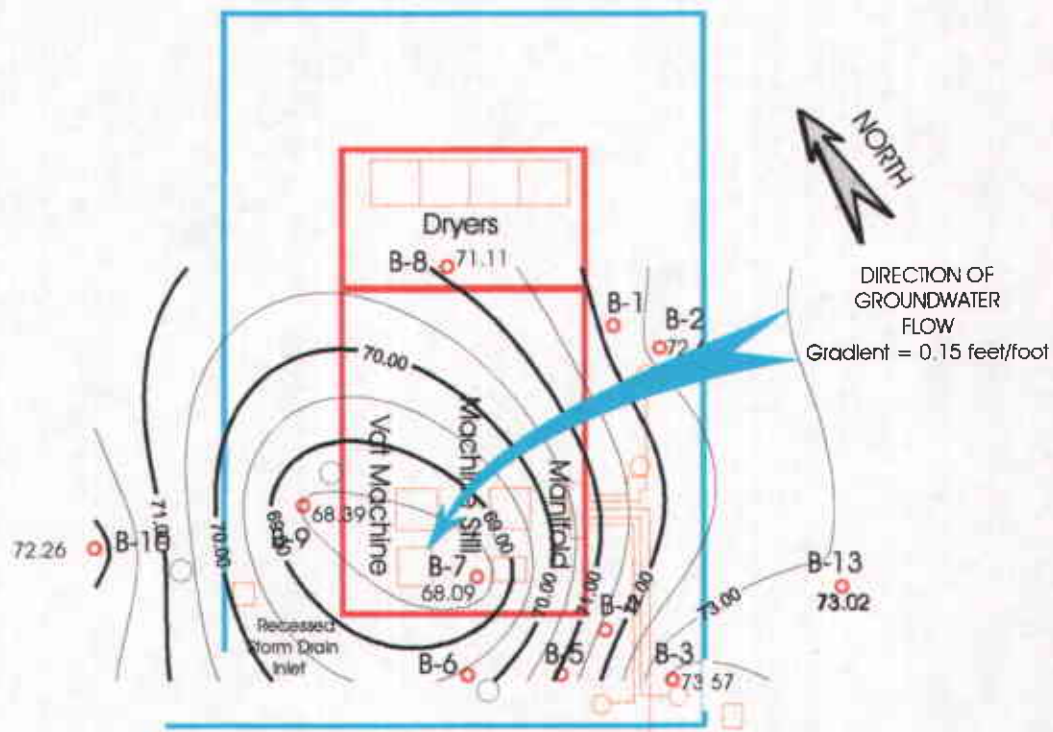 NORTH
Dryers
B-8
71.11
DIRECTION OF
GROUNDWATER
FLOW
Gradient = 0.15 feet/foot
B-1
B-2
70.00
Vat Machine
Machine Still
Manifold
68.39
69.00
71.00
70.00
72.26
B-10
B-7
68.09
70.00
71.00
72.00
73.00
B-13
73.02
Recessed
Storm Drain
Inlet
B-6
B-5
B-3
73.57